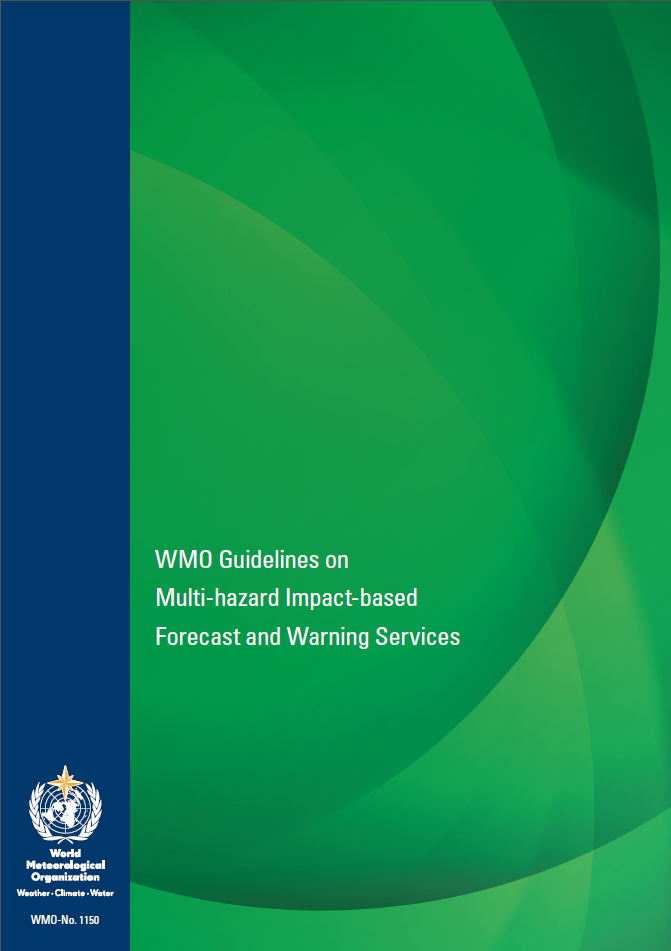 WMO Guidelines on
Multi-hazard Impact-based
Forecast and Warning Services
World
Meteorological
Organization
Weather · Climate · Water
WMO-No. 1150